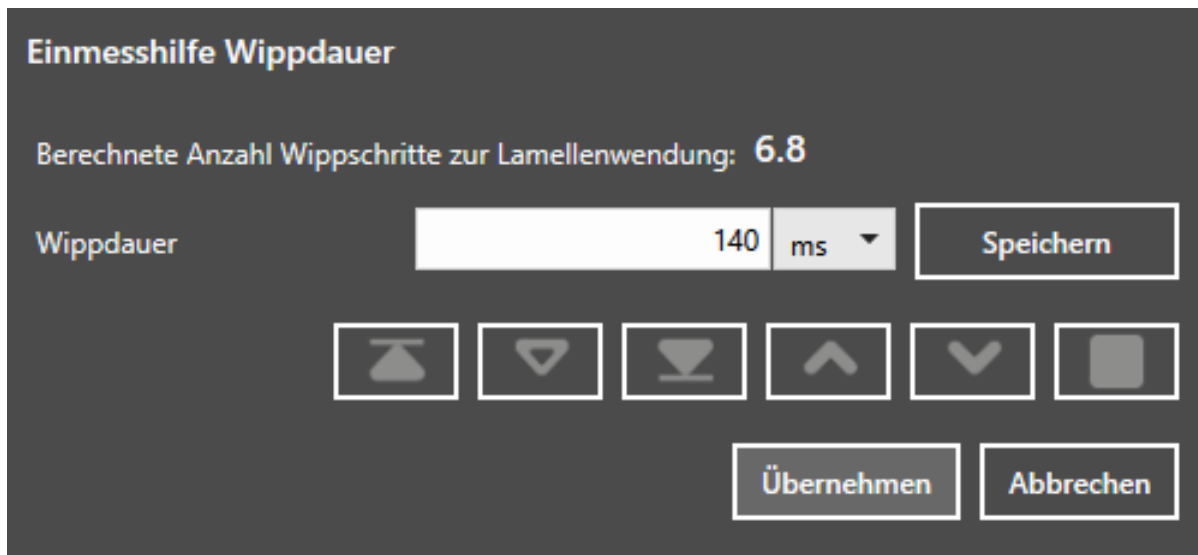 Einmesshilfe Wippdauer
Berechnete Anzahl Wippschritte zur Lamellenwendung: 6.8
Wippdauer 140 ms Speichern
Übernehmen Abbrechen